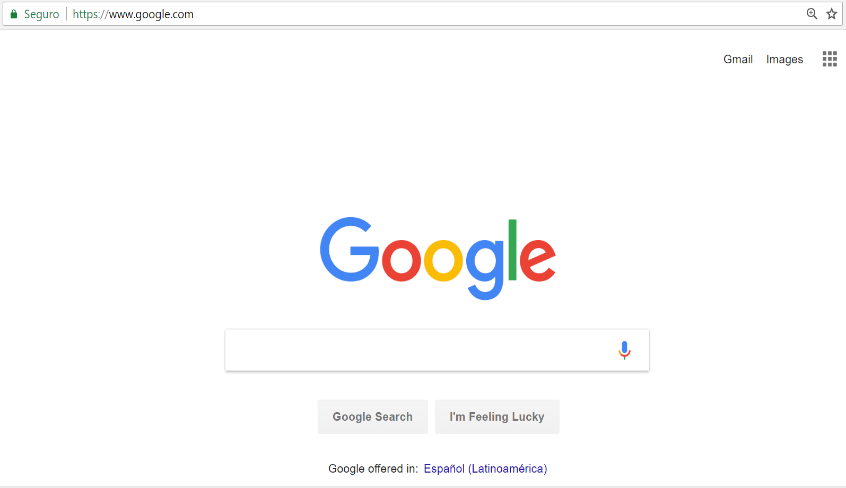 Seguro | https://www.google.com
Gmail Images
Google
Google Search I'm Feeling Lucky
Google offered in: Español (Latinoamérica)